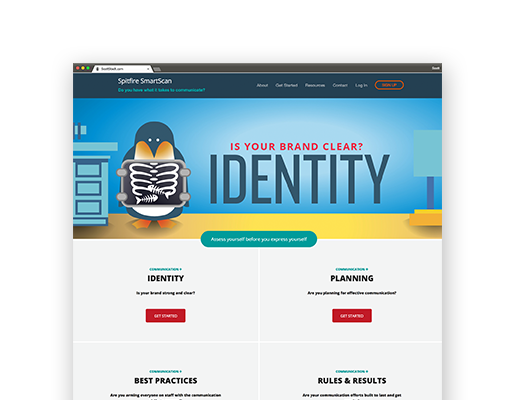 Spitfire SmartScan
Do you have what it takes to communicate?
About Get Started Resources Contact Log In SIGN UP
IS YOUR BRAND CLEAR?
IDENTITY
Assess yourself before you express yourself
COMMUNICATION
IDENTITY
Is your brand strong and clear?
GET STARTED
COMMUNICATION
PLANNING
Are you planning for effective communication?
GET STARTED
COMMUNICATION
BEST PRACTICES
Are you arming everyone on staff with the communication
COMMUNICATION
RULES & RESULTS
Are your communication efforts built to last and get